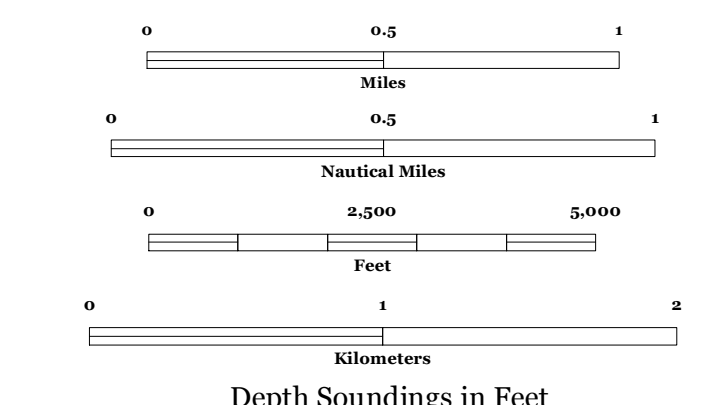 0 0.5 1
Miles
0 0.5 1
Nautical Miles
0 2,500 5,000
Feet
0 1 2
Kilometers
Depth Soundings in Feet